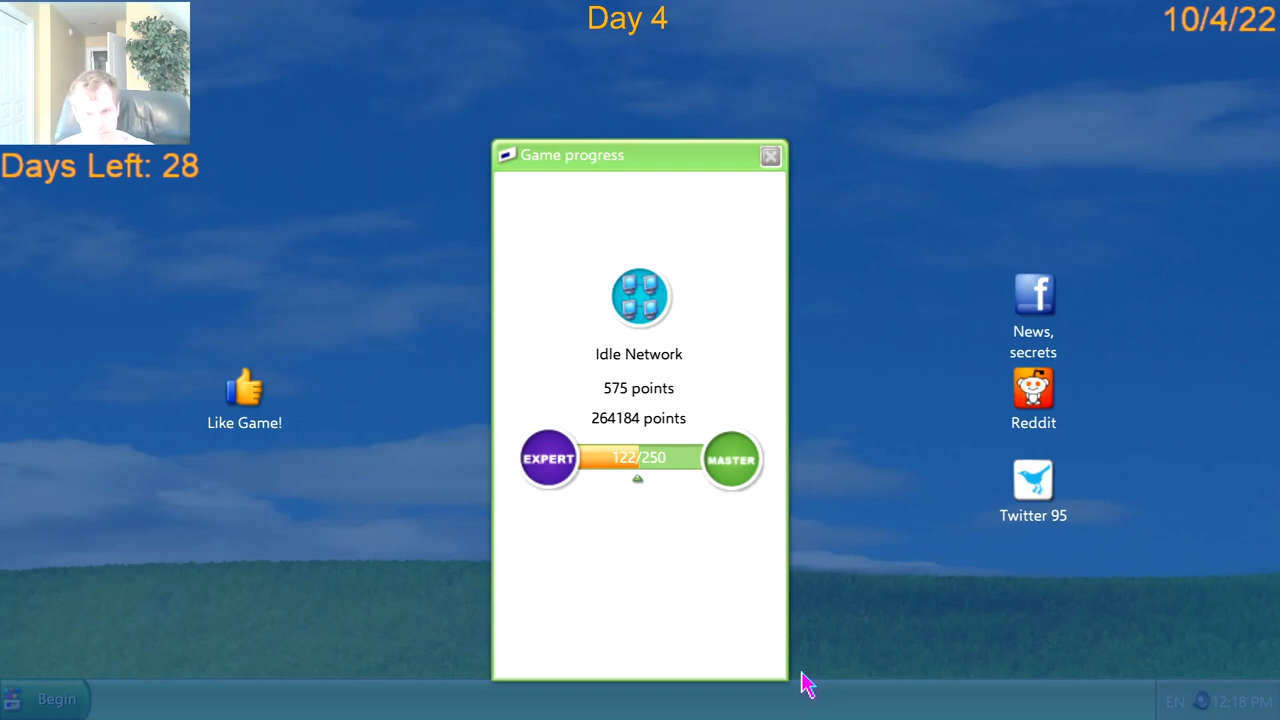 Day 4
10/4/22
Days Left: 28
Game progress
Idle Network
575 points
264184 points
EXPERT
122/250
MASTER
Like Game!
News,
secrets
Reddit
Twitter 95
Begin
EN
12:18 PM